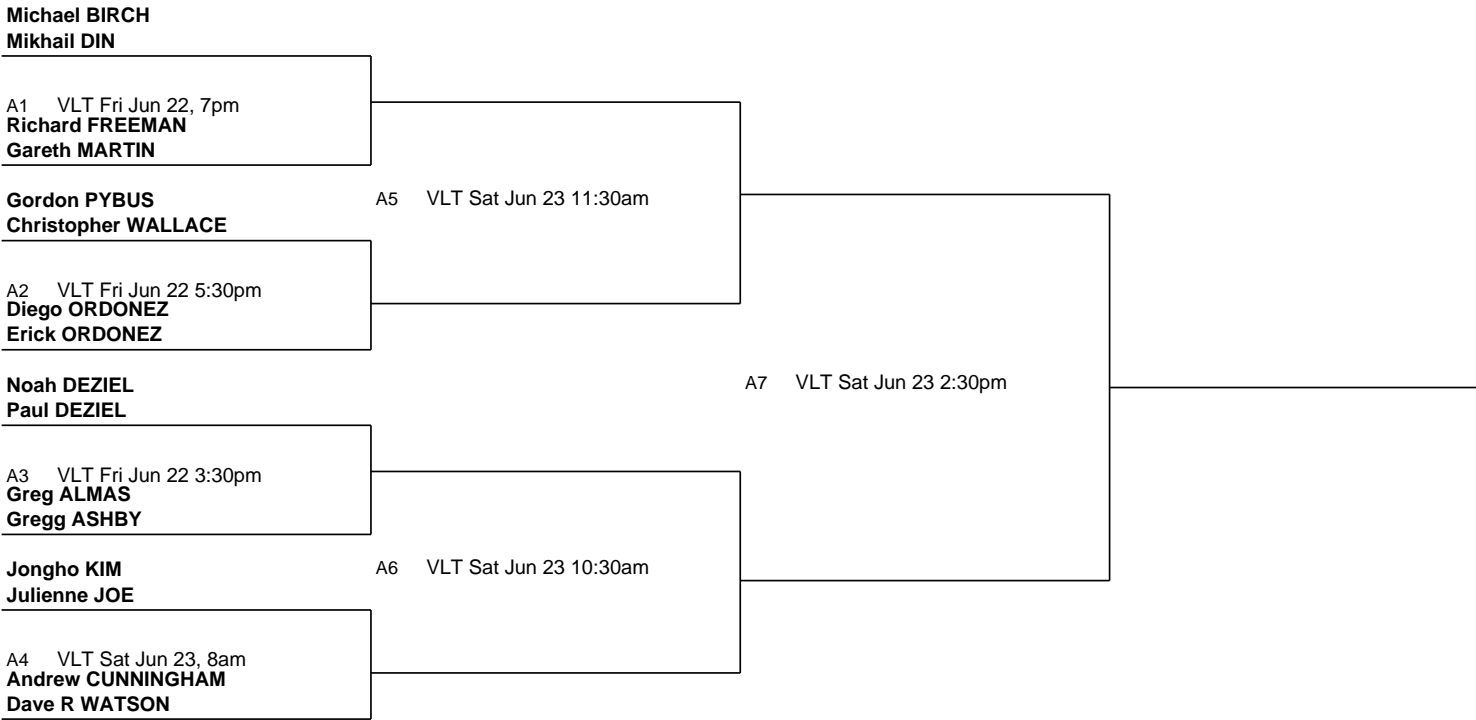 Michael BIRCH
Mikhail DIN
A1 VLT Fri Jun 22, 7pm
Richard FREEMAN
Gareth MARTIN
Gordon PYBUS
Christopher WALLACE
A5 VLT Sat Jun 23 11:30am
A2 VLT Fri Jun 22 5:30pm
Diego ORDONEZ
Erick ORDONEZ
Noah DEZIEL
Paul DEZIEL
A7 VLT Sat Jun 23 2:30pm
A3 VLT Fri Jun 22 3:30pm
Greg ALMAS
Gregg ASHBY
Jongho KIM
Julienne JOE
A6 VLT Sat Jun 23 10:30am
A4 VLT Sat Jun 23, 8am
Andrew CUNNINGHAM
Dave R WATSON